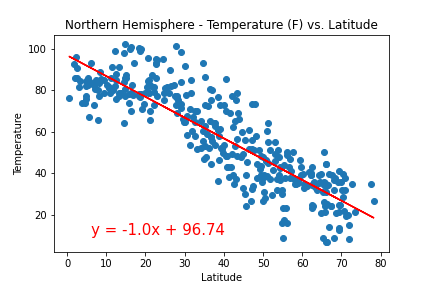 Northern Hemisphere - Temperature (F) vs. Latitude
100
80
60
40
20
Temperature
y = -1.0x + 96.74
0 10 20 30 40 50 60 70 80
Latitude